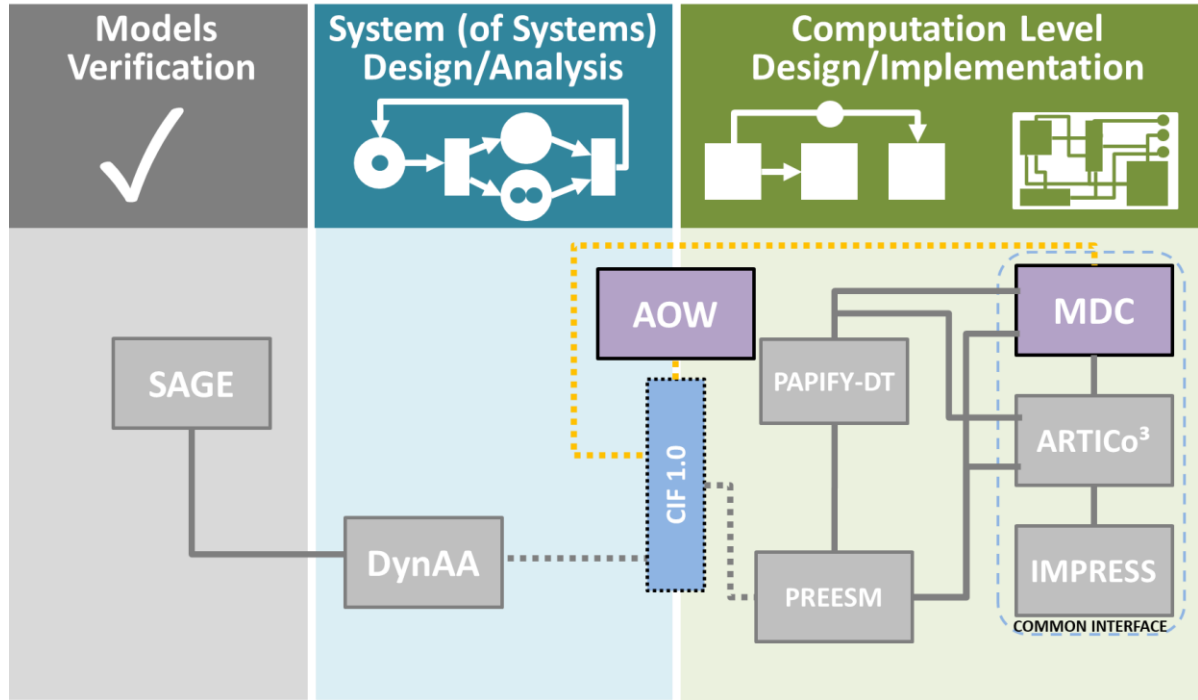 Models
Verification
System (of Systems)
Design/Analysis
Computation Level
Design/Implementation
AOW
MDC
SAGE
PAPIFY-DT
ARTICo³
CIF 1.0
DynAA
PREESM
IMPRESS
COMMON INTERFACE